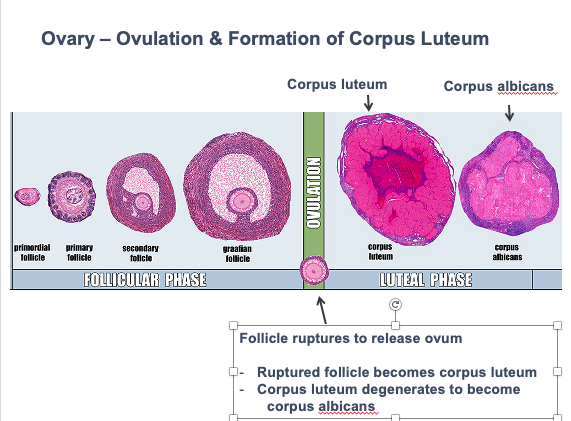 Ovary – Ovulation & Formation of Corpus Luteum
Corpus luteum
Corpus albicans
OVULATION
primordial
follicle
primary
follicle
secondary
follicle
graafian
follicle
corpus
luteum
corpus
albicans
FOLLICULAR PHASE
LUTEAL PHASE
Follicle ruptures to release ovum
- Ruptured follicle becomes corpus luteum
- Corpus luteum degenerates to become
corpus albicans